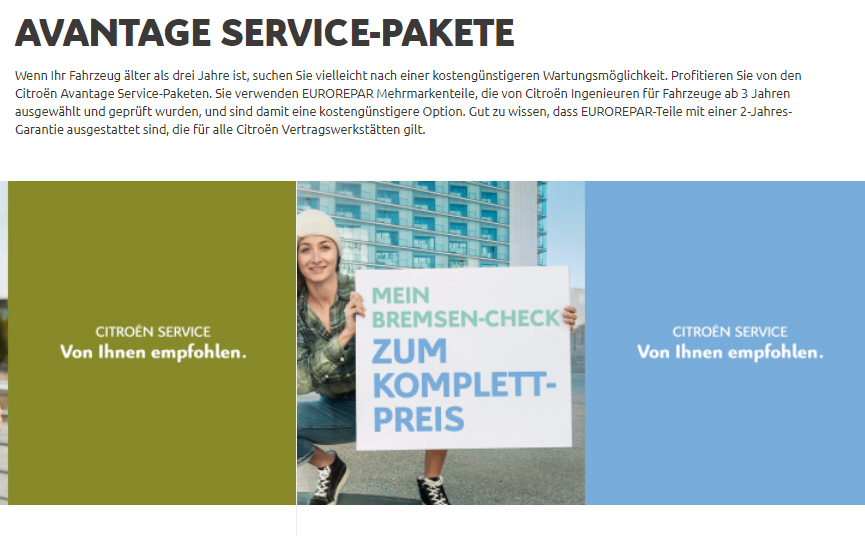 AVANTAGE SERVICE-PAKETE
Wenn Ihr Fahrzeug älter als drei Jahre ist, suchen Sie vielleicht nach einer kostengünstigeren Wartungsmöglichkeit. Profitieren Sie von den
Citroën Avantage Service-Paketen. Sie verwenden EUROREPAR Mehrmarkenteile, die von Citroën Ingenieuren für Fahrzeuge ab 3 Jahren
ausgewählt und geprüft wurden, und sind damit eine kostengünstigere Option. Gut zu wissen, dass EUROREPAR-Teile mit einer 2-Jahres-
Garantie ausgestattet sind, die für alle Citroën Vertragswerkstätten gilt.
CITROËN SERVICE
Von Ihnen empfohlen.
MEIN
BREMSEN-CHECK
ZUM
KOMPLETT-
PREIS
CITROËN SERVICE
Von Ihnen empfohlen.